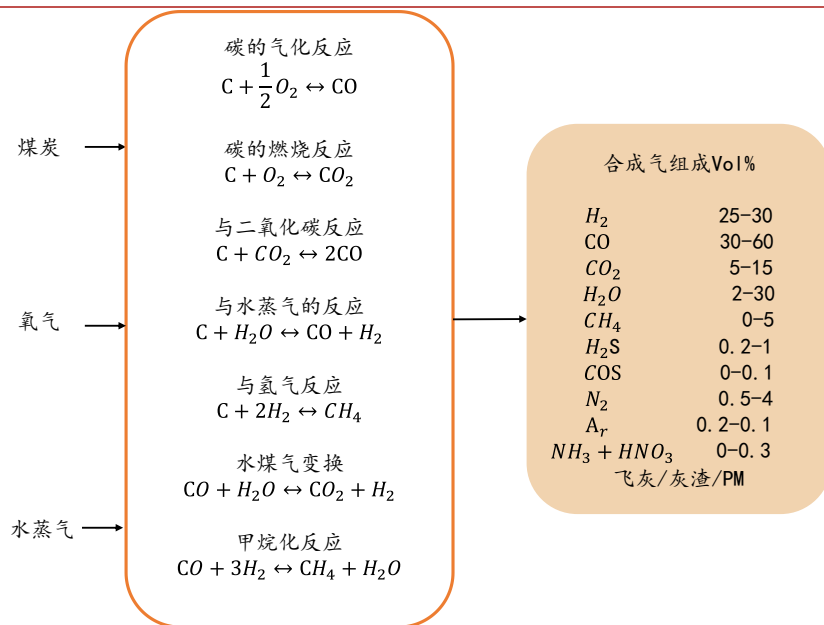 煤炭
氧气
水蒸气
碳的气化反应
C + 1/2 O₂ ↔ CO
碳的燃烧反应
C + O₂ ↔ CO₂
与二氧化碳反应
C + CO₂ ↔ 2CO
与水蒸气的反应
C + H₂O ↔ CO + H₂
与氢气反应
C + 2H₂ ↔ CH₄
水煤气变换
CO + H₂O ↔ CO₂ + H₂
甲烷化反应
CO + 3H₂ ↔ CH₄ + H₂O
合成气组成Vol%
H₂ 25-30
CO 30-60
CO₂ 5-15
H₂O 2-30
CH₄ 0-5
H₂S 0.2-1
COS 0-0.1
N₂ 0.5-4
Aᵣ 0.2-0.1
NH₃ + HNO₃ 0-0.3
飞灰/灰渣/PM